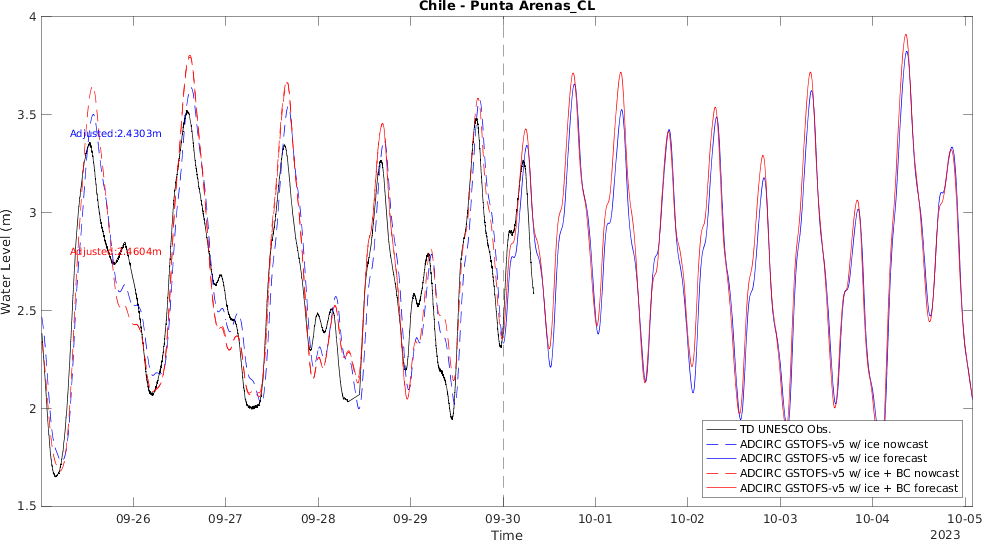 Chile - Punta Arenas_CL
Water Level (m)
4
3.5
3
2.5
2
1.5
Adjusted:2.4303m
Adjusted:2.4604m
TD UNESCO Obs.
ADCIRC GSTOFS-v5 w/ ice nowcast
ADCIRC GSTOFS-v5 w/ ice forecast
ADCIRC GSTOFS-v5 w/ ice + BC nowcast
ADCIRC GSTOFS-v5 w/ ice + BC forecast
09-26 09-27 09-28 09-29 09-30 10-01 10-02 10-03 10-04 10-05
Time
2023